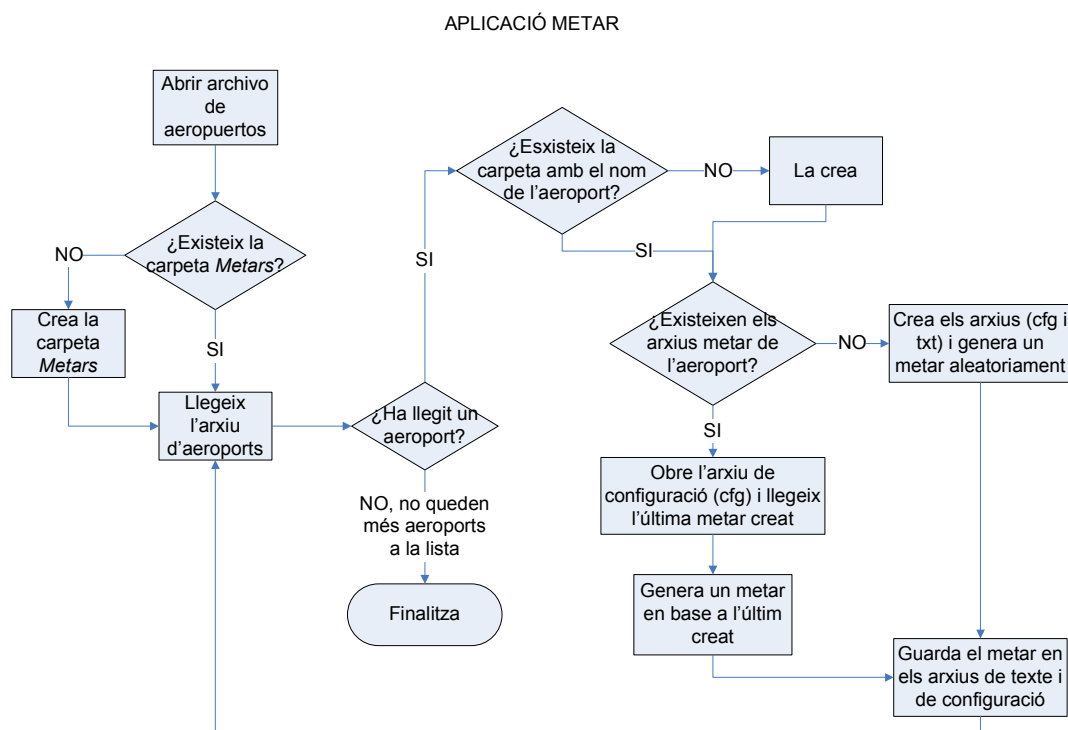 APLICACIÓ METAR
Abrir archivo
de
aeropuertos
¿Existeix la
carpeta Metars?
NO
Crea la
carpeta
Metars
SI
Llegeix
l’arxiu
d’aeroports
¿Ha llegit un
aeroport?
NO, no queden
més aeroports
a la lista
Finalitza
SI
¿Esxisteix la
carpeta amb el nom
de l’aeroport?
NO
La crea
SI
¿Existeixen els
arxius metar de
l’aeroport?
NO
Crea els arxius (cfg i
txt) i genera un
metar aleatoriament
SI
Obre l’arxiu de
configuració (cfg) i llegeix
l’última metar creat
Genera un metar
en base a l’últim
creat
Guarda el metar en
els arxius de texte i
de configuració